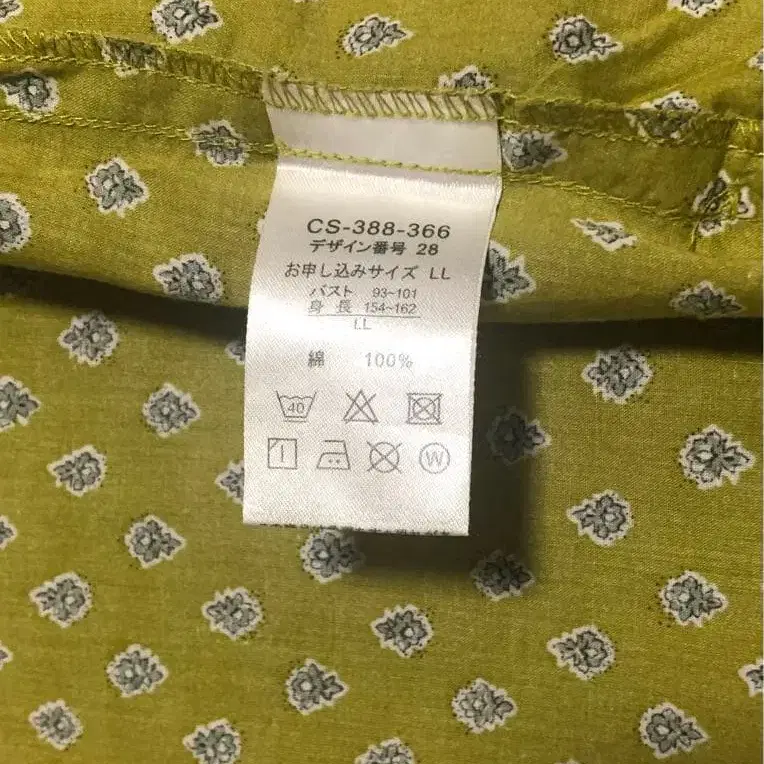 CS-388-366
デザイン番号 28
お申し込みサイズ LL
バスト 93~101
身 長 154~162
LL
綿 100%
40
W